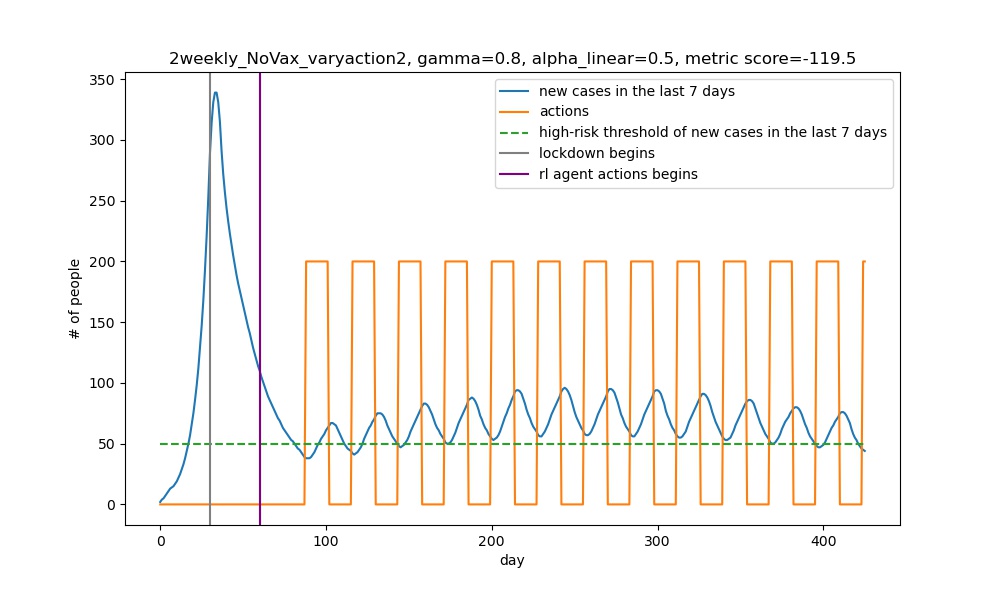 2weekly_NoVax_varyaction2, gamma=0.8, alpha_linear=0.5, metric score=-119.5
new cases in the last 7 days
actions
high-risk threshold of new cases in the last 7 days
lockdown begins
rl agent actions begins
# of people
350
300
250
200
150
100
50
0
0 100 200 300 400
day